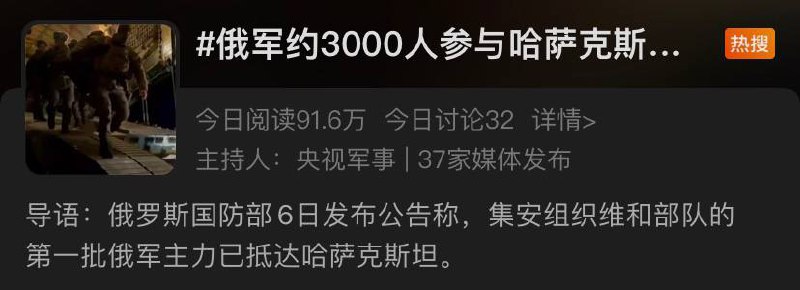 #俄军约3000人参与哈萨克斯... 热搜
今日阅读91.6万 今日讨论32 详情>
主持人：央视军事 | 37家媒体发布
导语：俄罗斯国防部6日发布公告称，集安组织维和部队的
第一批俄军主力已抵达哈萨克斯坦。